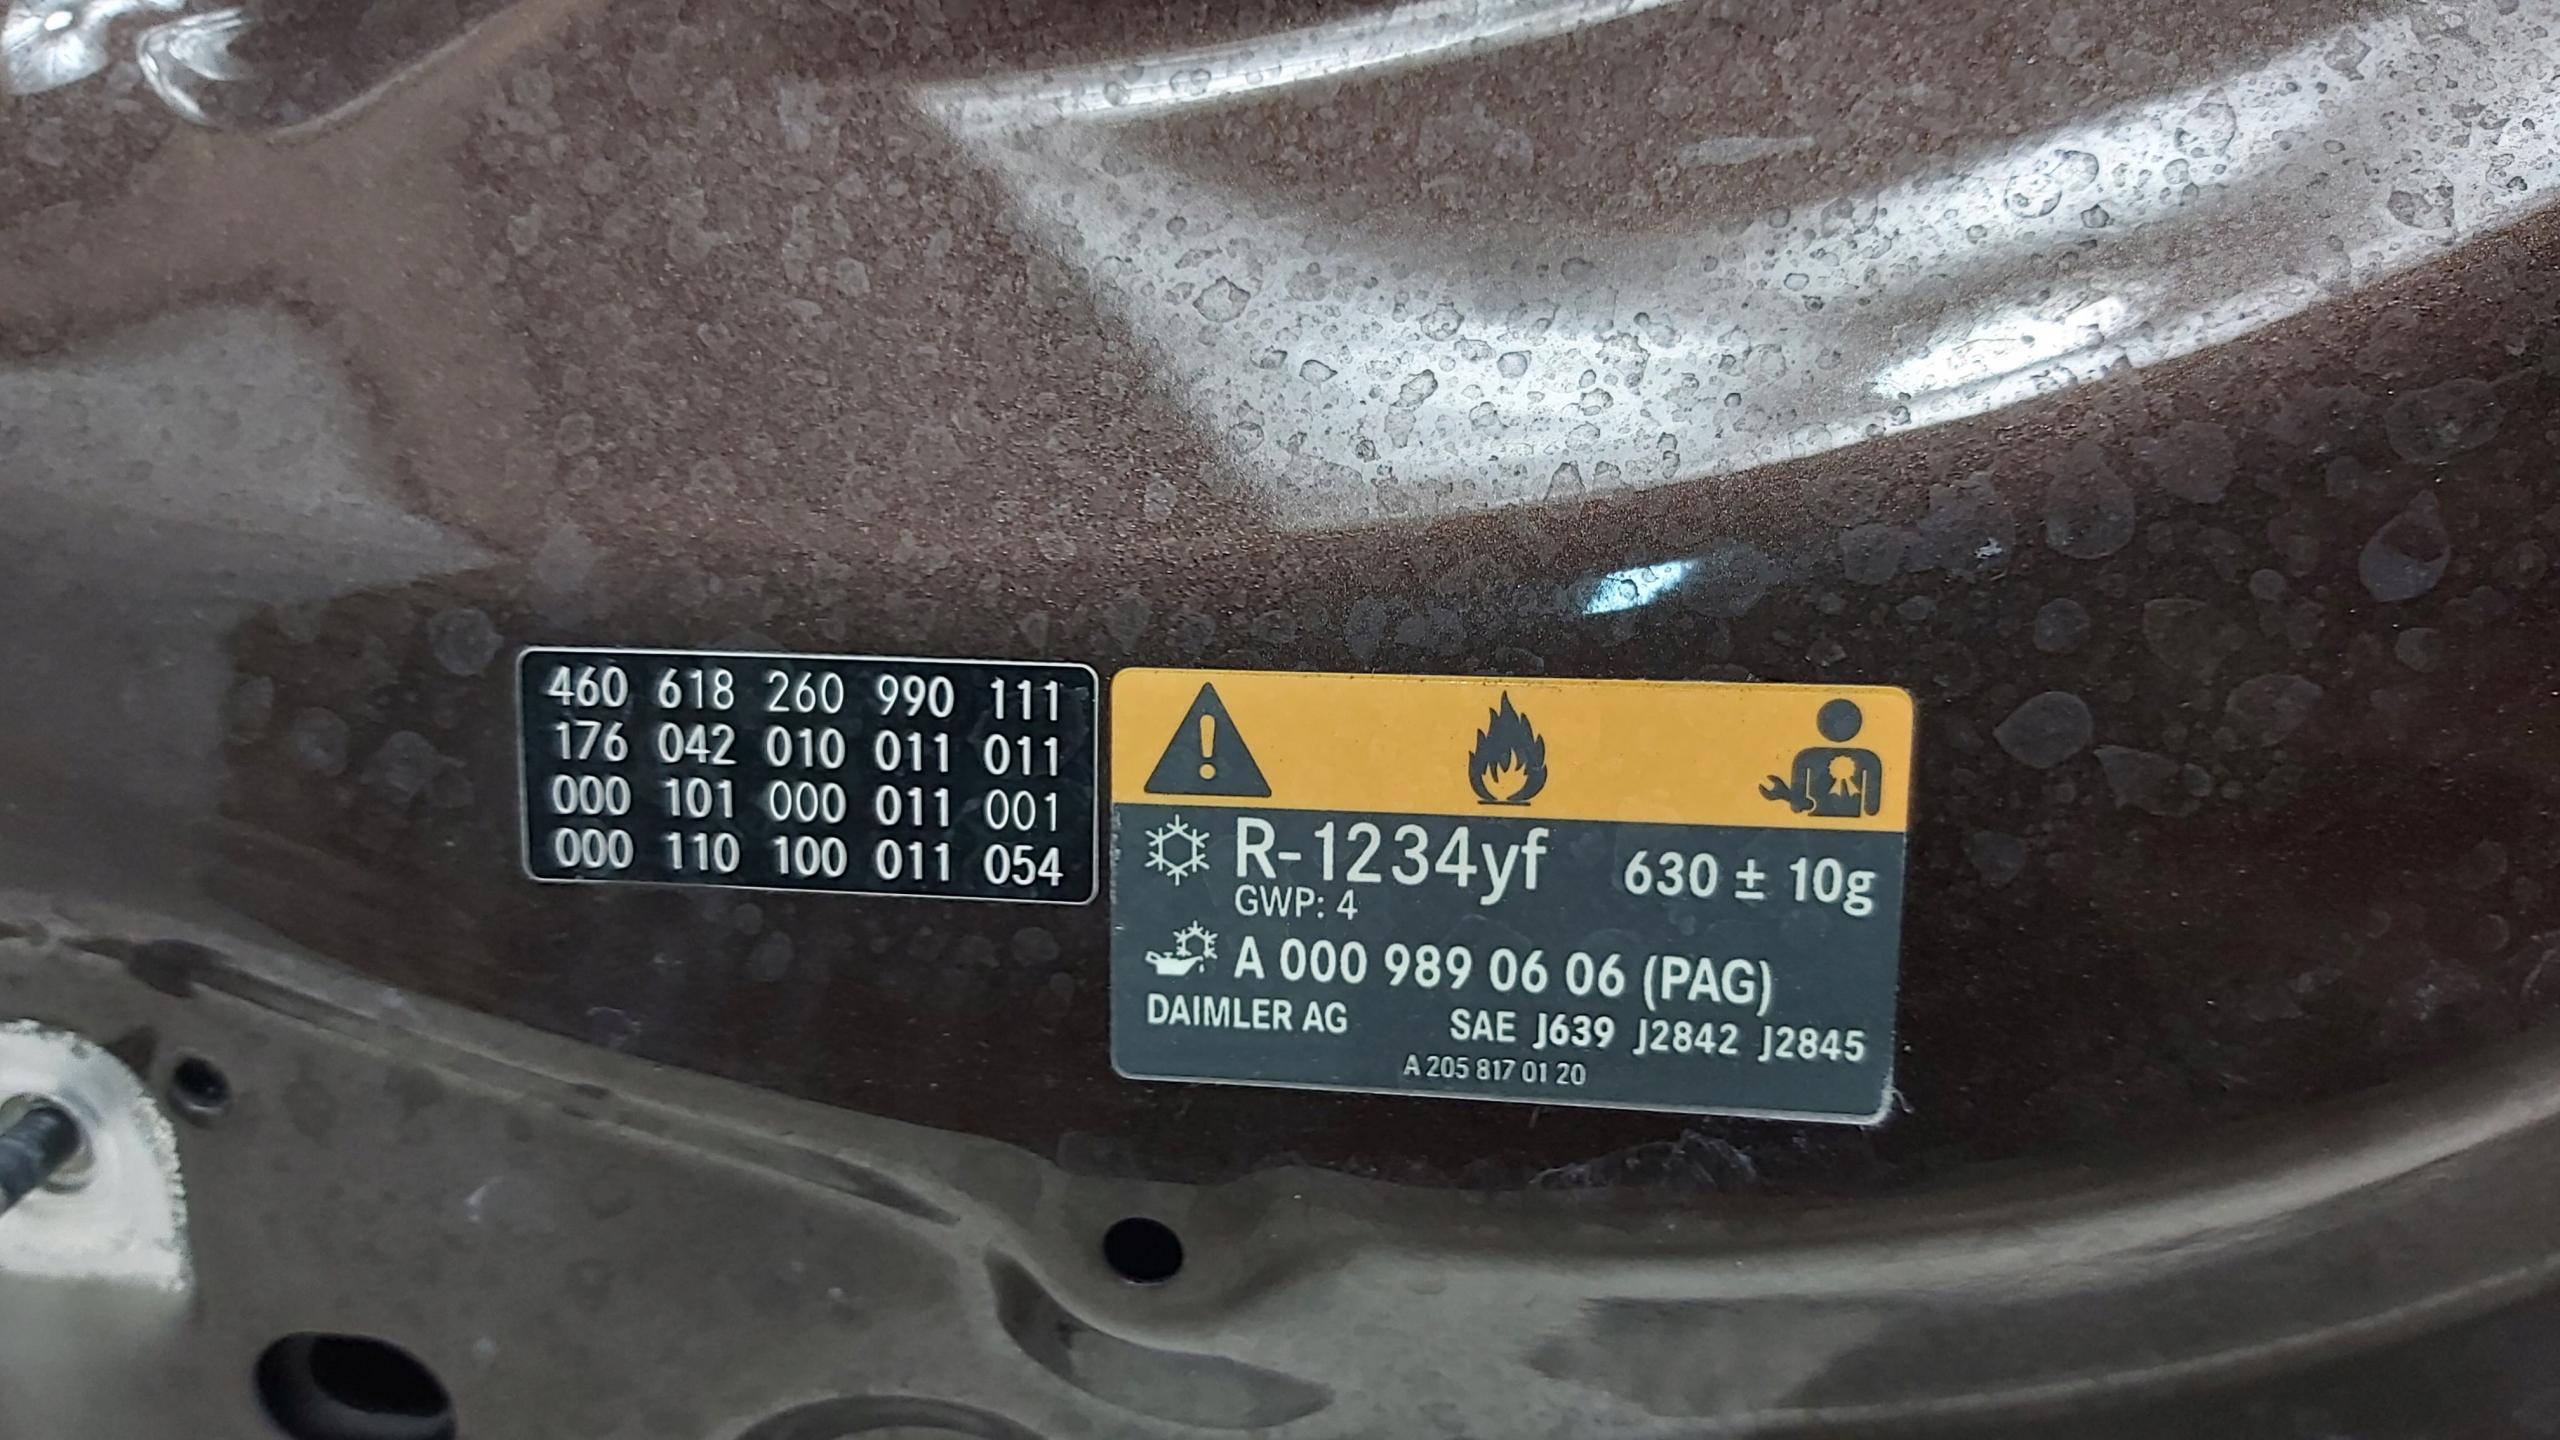 460 618 260 990 111
176 042 010 011 011
000 101 000 011 001
000 110 100 011 054
R-1234yf 630 ± 10g
GWP: 4
A 000 989 06 06 (PAG)
DAIMLER AG SAE J639 J2842 J2845
A 205 817 01 20